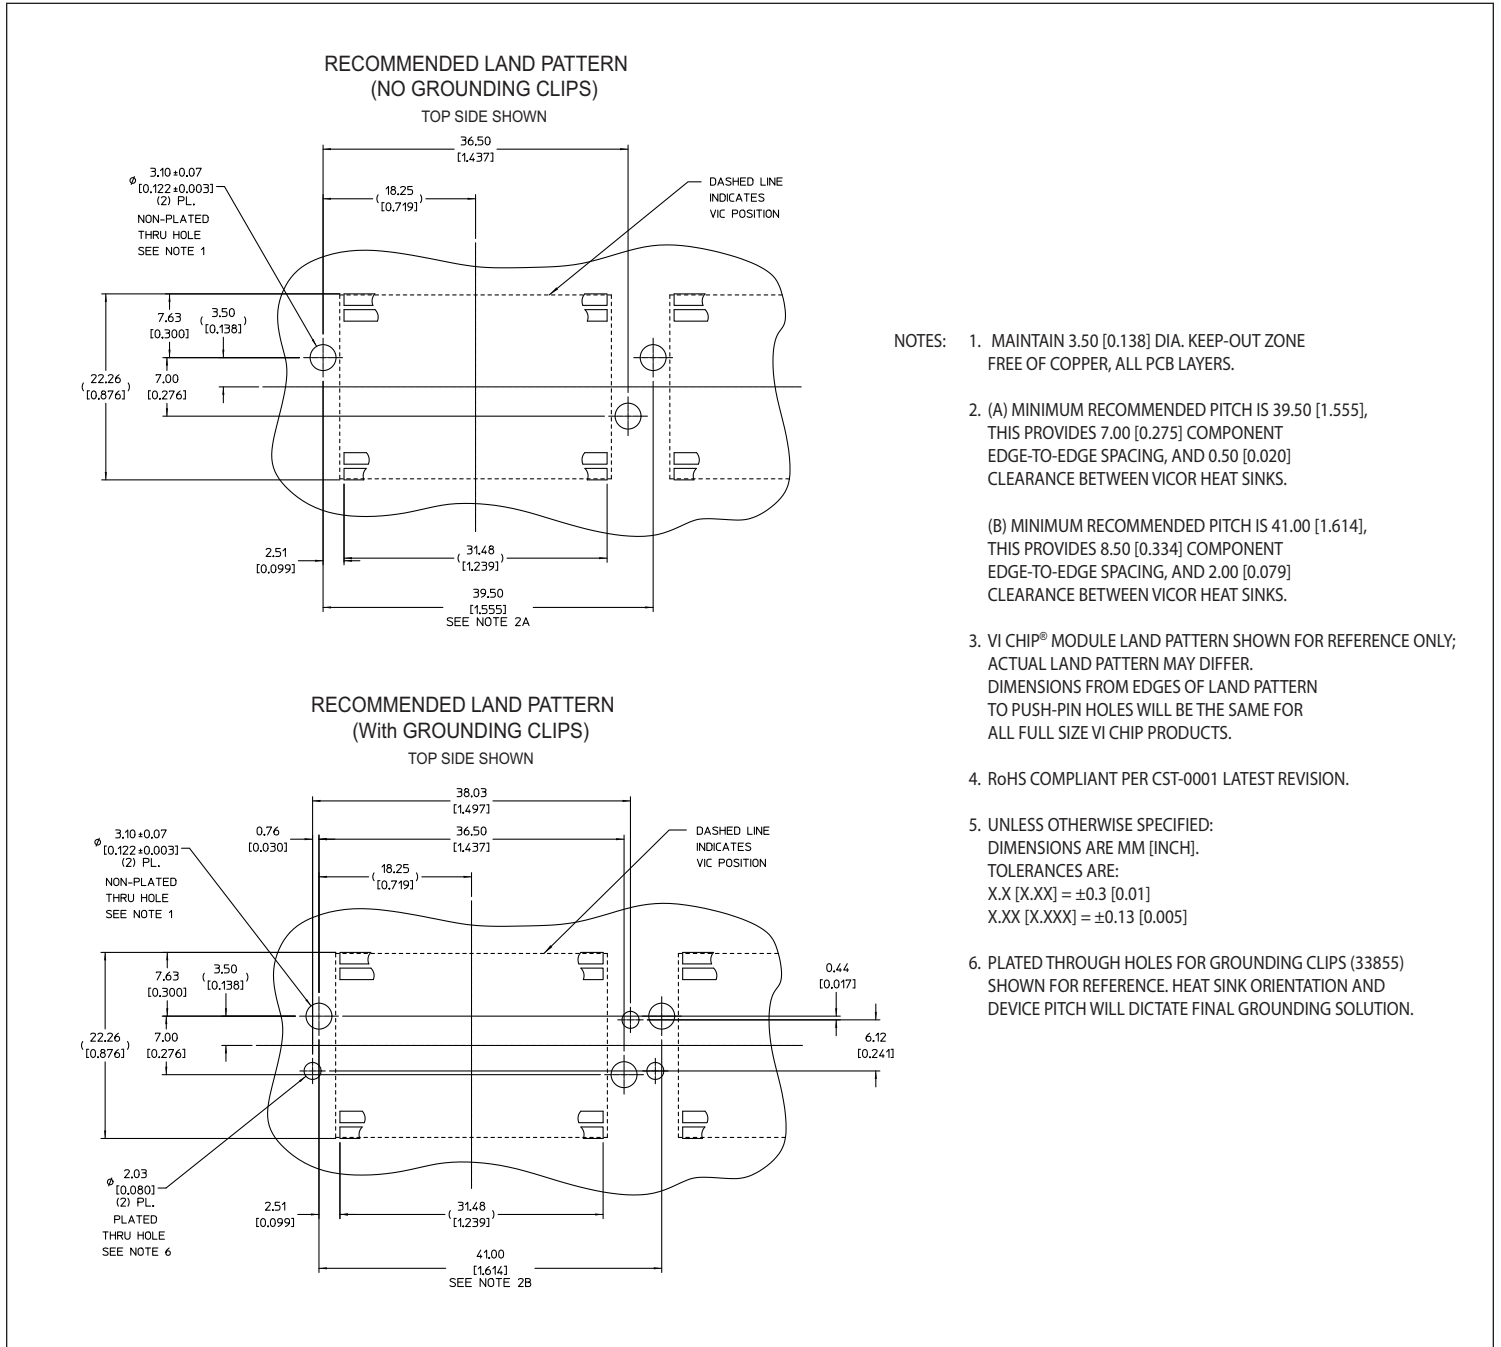 RECOMMENDED LAND PATTERN
(NO GROUNDING CLIPS)
TOP SIDE SHOWN
36.50
[1.437]
3.10 ±0.07
ø [0.122 ±0.003]
(2) PL.
NON-PLATED
THRU HOLE
SEE NOTE 1
18.25
( [0.719] )
DASHED LINE
INDICATES
VIC POSITION
7.63
[0.300]
3.50
( [0.138] )
22.26
( [0.876] )
7.00
[0.276]
2.51
[0.099]
31.48
( [1.239] )
39.50
[1.555]
SEE NOTE 2A
RECOMMENDED LAND PATTERN
(With GROUNDING CLIPS)
TOP SIDE SHOWN
38.03
[1.497]
3.10 ±0.07
ø [0.122 ±0.003]
(2) PL.
NON-PLATED
THRU HOLE
SEE NOTE 1
0.76
[0.030]
36.50
[1.437]
18.25
( [0.719] )
DASHED LINE
INDICATES
VIC POSITION
7.63
[0.300]
3.50
( [0.138] )
0.44
[0.017]
22.26
( [0.876] )
7.00
[0.276]
6.12
[0.241]
ø 2.03
[0.080]
(2) PL.
PLATED
THRU HOLE
SEE NOTE 6
2.51
[0.099]
31.48
( [1.239] )
41.00
[1.614]
SEE NOTE 2B
NOTES: 1. MAINTAIN 3.50 [0.138] DIA. KEEP-OUT ZONE
FREE OF COPPER, ALL PCB LAYERS.
2. (A) MINIMUM RECOMMENDED PITCH IS 39.50 [1.555],
THIS PROVIDES 7.00 [0.275] COMPONENT
EDGE-TO-EDGE SPACING, AND 0.50 [0.020]
CLEARANCE BETWEEN VICOR HEAT SINKS.
(B) MINIMUM RECOMMENDED PITCH IS 41.00 [1.614],
THIS PROVIDES 8.50 [0.334] COMPONENT
EDGE-TO-EDGE SPACING, AND 2.00 [0.079]
CLEARANCE BETWEEN VICOR HEAT SINKS.
3. VI CHIP® MODULE LAND PATTERN SHOWN FOR REFERENCE ONLY;
ACTUAL LAND PATTERN MAY DIFFER.
DIMENSIONS FROM EDGES OF LAND PATTERN
TO PUSH-PIN HOLES WILL BE THE SAME FOR
ALL FULL SIZE VI CHIP PRODUCTS.
4. RoHS COMPLIANT PER CST-0001 LATEST REVISION.
5. UNLESS OTHERWISE SPECIFIED:
DIMENSIONS ARE MM [INCH].
TOLERANCES ARE:
X.X [X.XX] = ±0.3 [0.01]
X.XX [X.XXX] = ±0.13 [0.005]
6. PLATED THROUGH HOLES FOR GROUNDING CLIPS (33855)
SHOWN FOR REFERENCE. HEAT SINK ORIENTATION AND
DEVICE PITCH WILL DICTATE FINAL GROUNDING SOLUTION.